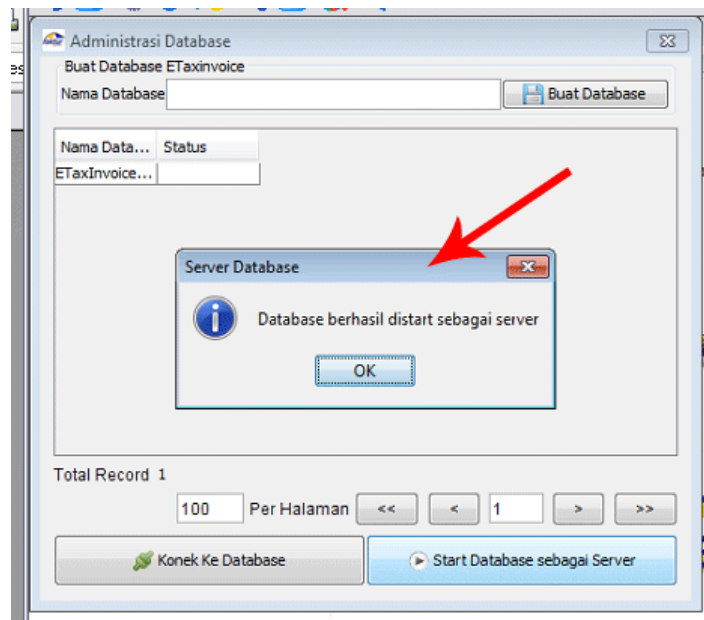 Administrasi Database
Buat Database ETaxinvoice
Nama Database
Buat Database
Nama Data... Status
ETaxInvoice...
Server Database
Database berhasil distart sebagai server
OK
Total Record 1
100 Per Halaman << < 1 > >>
Konek Ke Database
Start Database sebagai Server